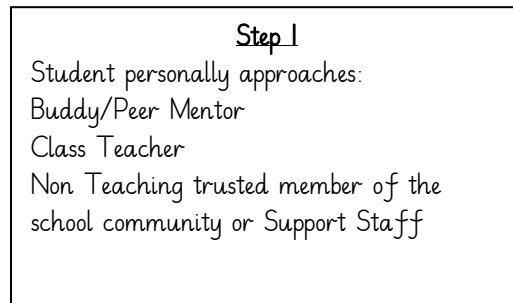 Step 1
Student personally approaches:
Buddy/Peer Mentor
Class Teacher
Non Teaching trusted member of the
school community or Support Staff